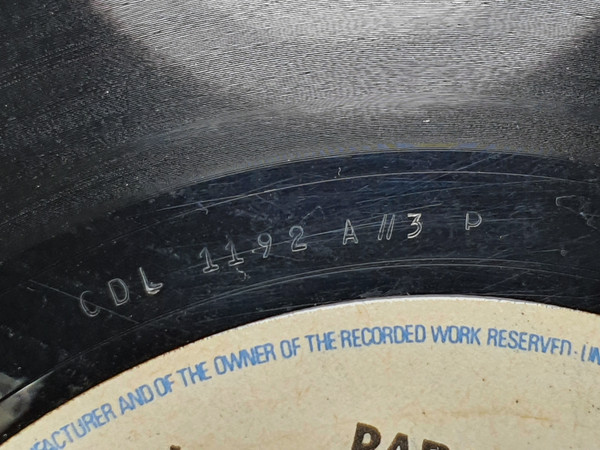 CDL 1192 A//3 P
FACTURER AND OF THE OWNER OF THE RECORDED WORK RESERVED · UN